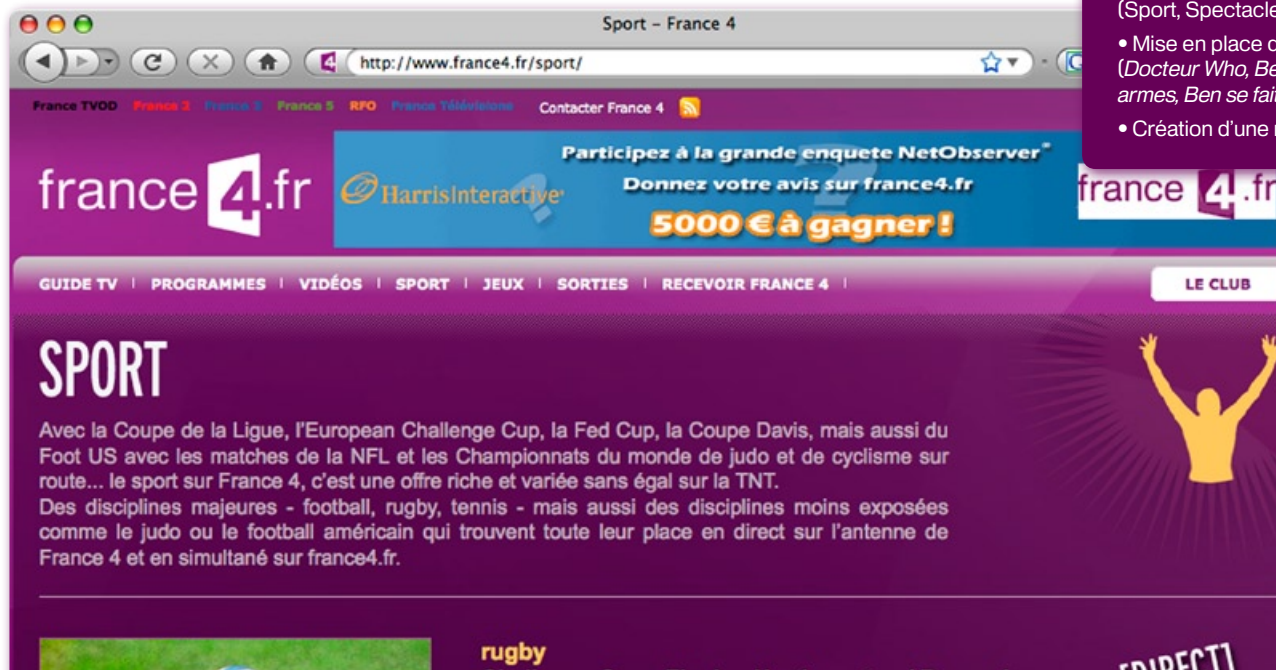 Sport – France 4
(Sport, Spectacle
• Mise en place d
(Docteur Who, Be
armes, Ben se fait
• Création d'une
http://www.france4.fr/sport/
France TVOD France 2 France 3 France 5 RFO France Télévisions Contacter France 4
france 4.fr
HarrisInteractive
Participez à la grande enquete NetObserver
Donnez votre avis sur france4.fr
5000 € à gagner !
france 4.fr
GUIDE TV | PROGRAMMES | VIDÉOS | SPORT | JEUX | SORTIES | RECEVOIR FRANCE 4 |
LE CLUB
SPORT
Avec la Coupe de la Ligue, l'European Challenge Cup, la Fed Cup, la Coupe Davis, mais aussi du
Foot US avec les matches de la NFL et les Championnats du monde de judo et de cyclisme sur
route... le sport sur France 4, c'est une offre riche et variée sans égal sur la TNT.
Des disciplines majeures - football, rugby, tennis - mais aussi des disciplines moins exposées
comme le judo ou le football américain qui trouvent toute leur place en direct sur l'antenne de
France 4 et en simultané sur france4.fr.
rugby
[DIRECT]